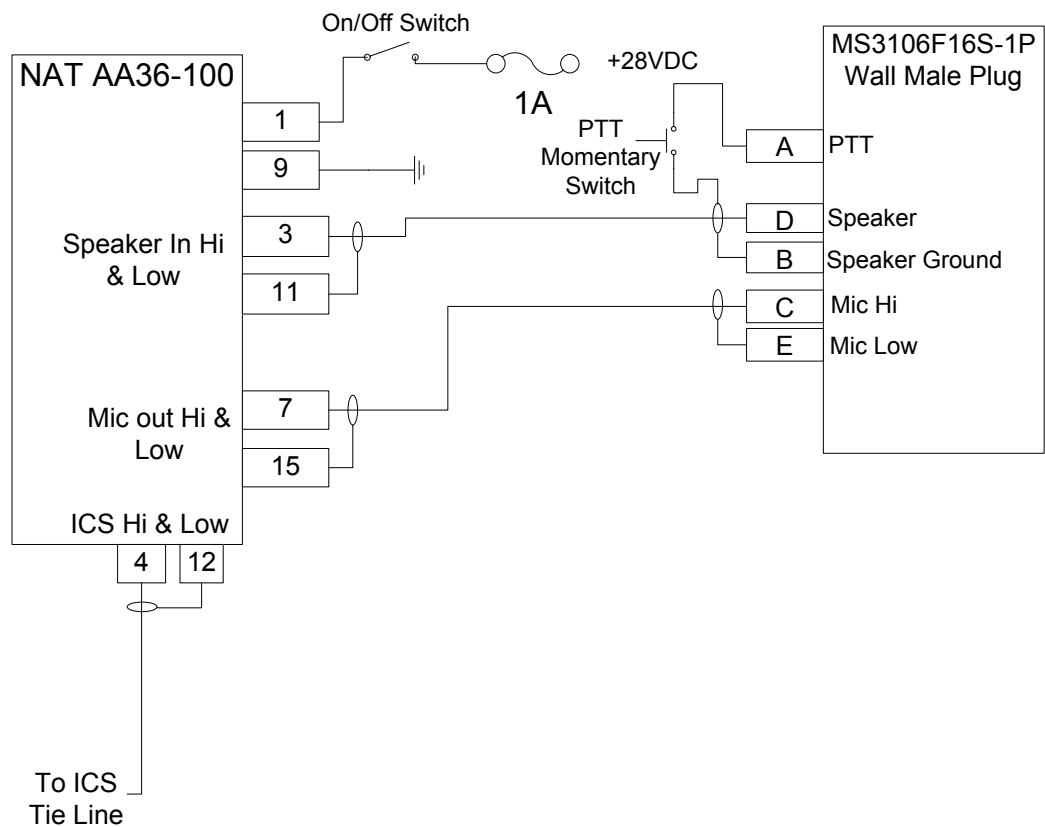 On/Off Switch
NAT AA36-100
+28VDC
1A
MS3106F16S-1P
Wall Male Plug
1
PTT
Momentary
Switch
A
PTT
9
Speaker In Hi
& Low
3
11
D
Speaker
B
Speaker Ground
C
Mic Hi
E
Mic Low
Mic out Hi &
Low
7
15
ICS Hi & Low
4
12
To ICS
Tie Line